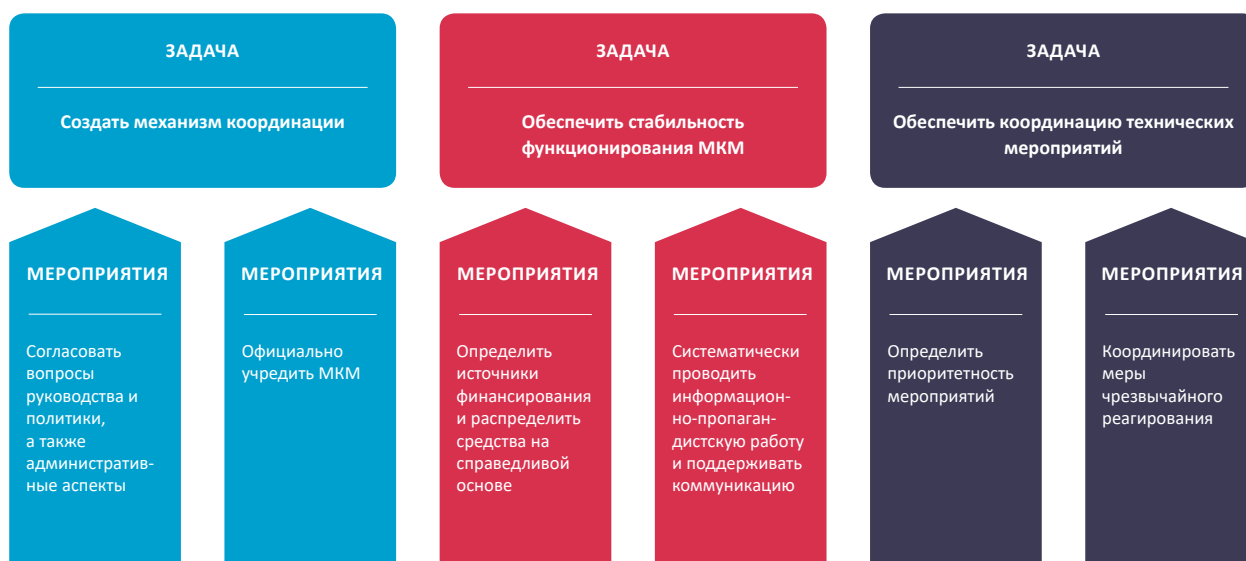 ЗАДАЧА
Создать механизм координации
ЗАДАЧА
Обеспечить стабильность
функционирования МКМ
ЗАДАЧА
Обеспечить координацию технических
мероприятий
МЕРОПРИЯТИЯ
Согласовать
вопросы
руководства и
политики,
а также
административ-
ные аспекты
МЕРОПРИЯТИЯ
Официально
учредить МКМ
МЕРОПРИЯТИЯ
Определить
источники
финансирования
и распределить
средства на
справедливой
основе
МЕРОПРИЯТИЯ
Систематически
проводить
информацион-
но-пропаган-
дистскую работу
и поддерживать
коммуникацию
МЕРОПРИЯТИЯ
Определить
приоритетность
мероприятий
МЕРОПРИЯТИЯ
Координировать
меры
чрезвычайного
реагирования